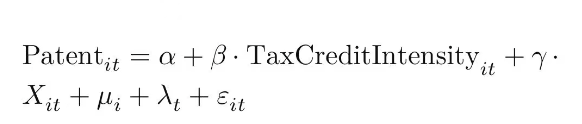 Patent_{it} = α + β · TaxCreditIntensity_{it} + γ ·
X_{it} + μ_i + λ_t + ε_{it}